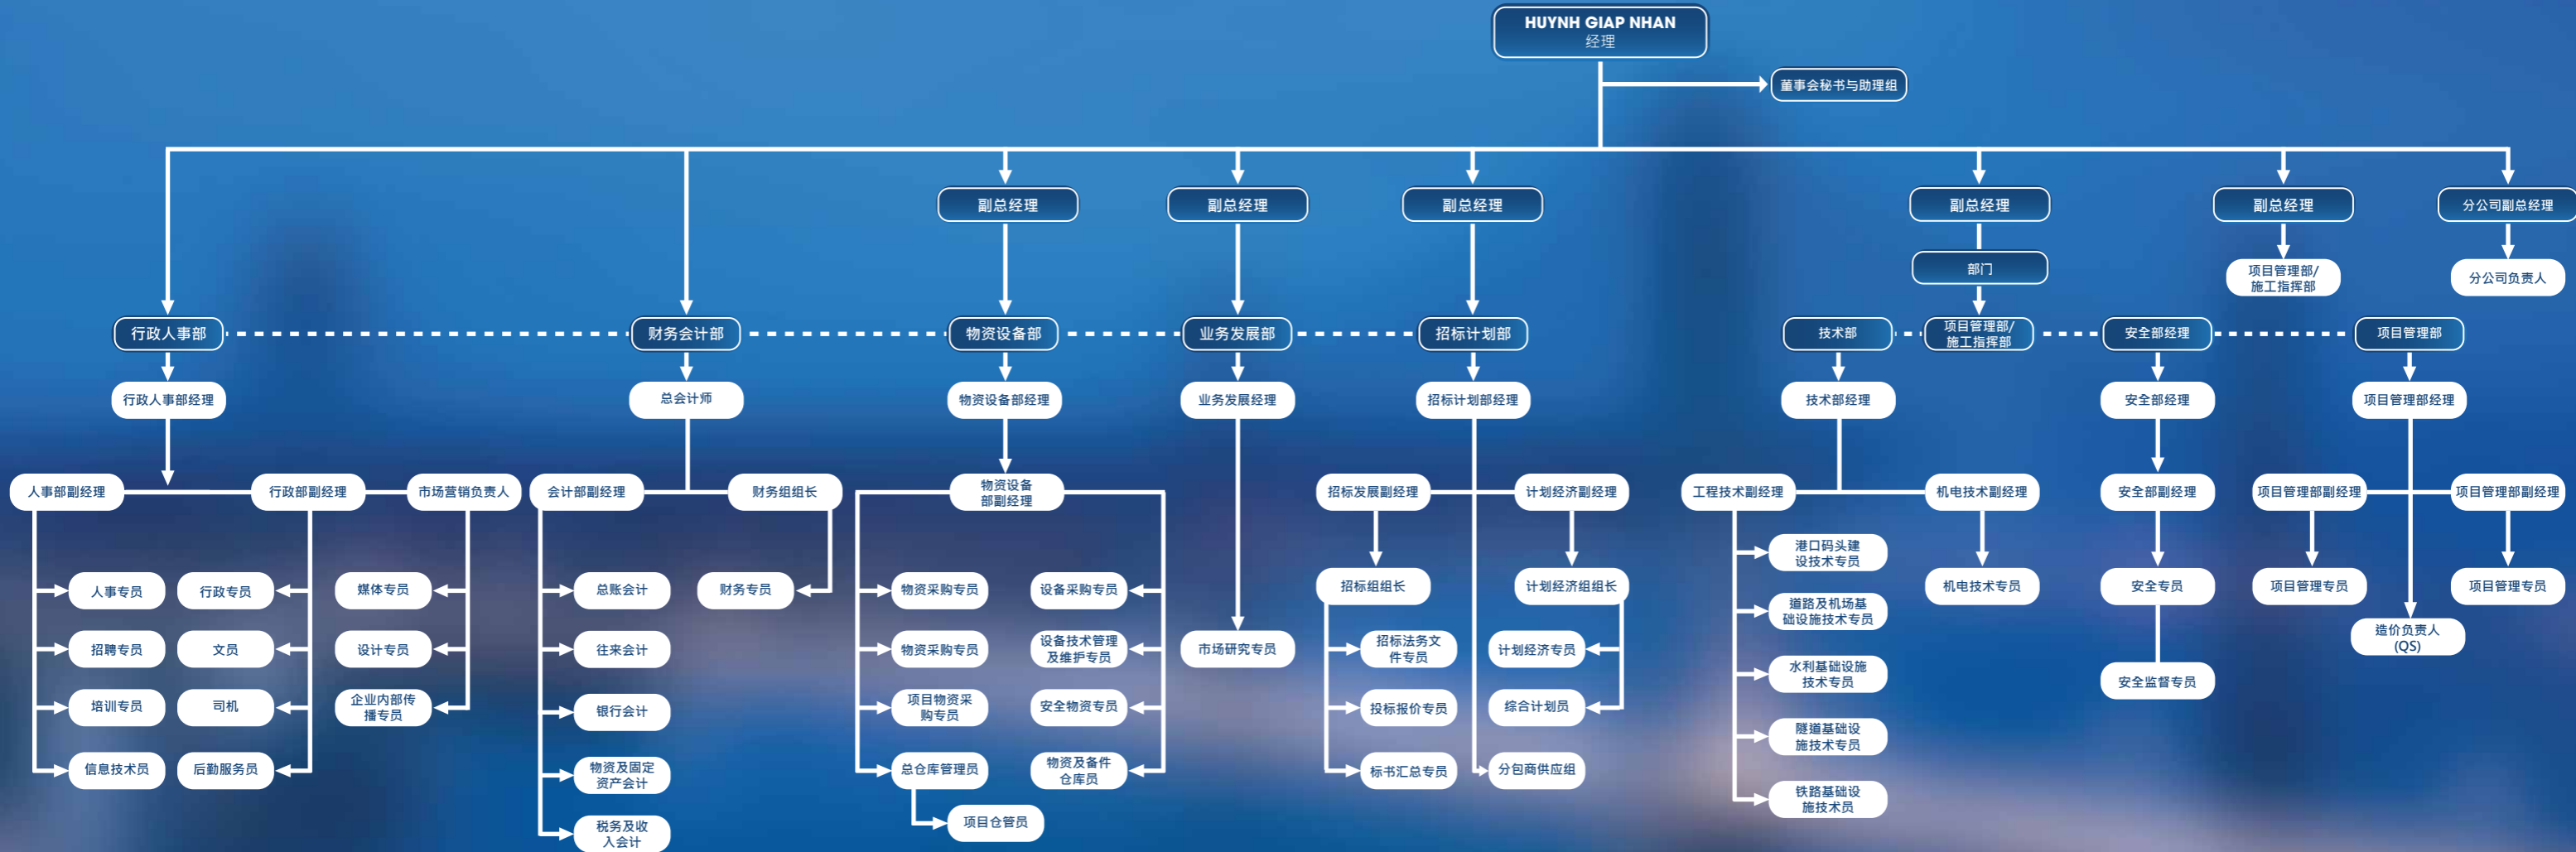 HUYNH GIAP NHAN
经理
董事会秘书与助理组
副总经理
副总经理
副总经理
副总经理
副总经理
分公司副总经理
部门
项目管理部/
施工指挥部
分公司负责人
行政人事部
财务会计部
物资设备部
业务发展部
招标计划部
技术部
项目管理部/
施工指挥部
安全部经理
项目管理部
行政人事部经理
总会计师
物资设备部经理
业务发展经理
招标计划部经理
技术部经理
安全部经理
项目管理部经理
人事部副经理
行政部副经理
市场营销负责人
会计部副经理
财务组组长
物资设备
部副经理
招标发展副经理
计划经济副经理
工程技术副经理
机电技术副经理
安全部副经理
项目管理部副经理
项目管理部副经理
人事专员
行政专员
媒体专员
总账会计
财务专员
物资采购专员
设备采购专员
招标组组长
计划经济组组长
港口码头建
设技术专员
机电技术专员
安全专员
项目管理专员
项目管理专员
招聘专员
文员
设计专员
往来会计
物资采购专员
设备技术管理
及维护专员
市场研究专员
招标法务文
件专员
计划经济专员
道路及机场基
础设施技术专员
造价负责人
(QS)
培训专员
司机
企业内部传
播专员
银行会计
项目物资采
购专员
安全物资专员
投标报价专员
综合计划员
水利基础设施
技术专员
安全监督专员
信息技术员
后勤服务员
物资及固定
资产会计
总仓库管理员
物资及备件
仓库员
标书汇总专员
分包商供应组
隧道基础设
施技术专员
税务及收
入会计
项目仓管员
铁路基础设
施技术员